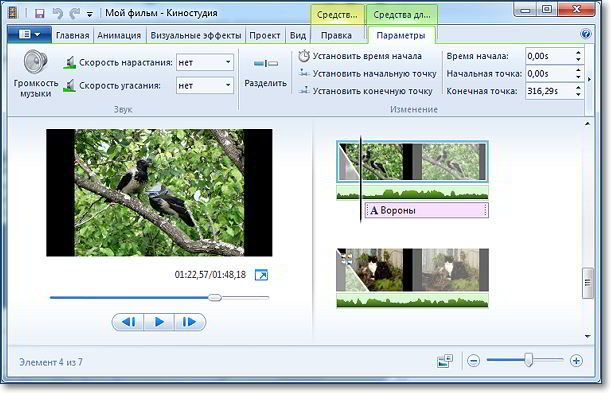 Мой фильм - Киностудия
Средств... Средства дл...
Главная Анимация Визуальные эффекты Проект Вид Правка Параметры
Громкость музыки
Скорость нарастания: нет
Скорость угасания: нет
Звук
Разделить
Установить время начала
Установить начальную точку
Установить конечную точку
Время начала: 0,00s
Начальная точка: 0,00s
Конечная точка: 316,29s
Изменение
01:22,57/01:48,18
A Вороны
Элемент 4 из 7